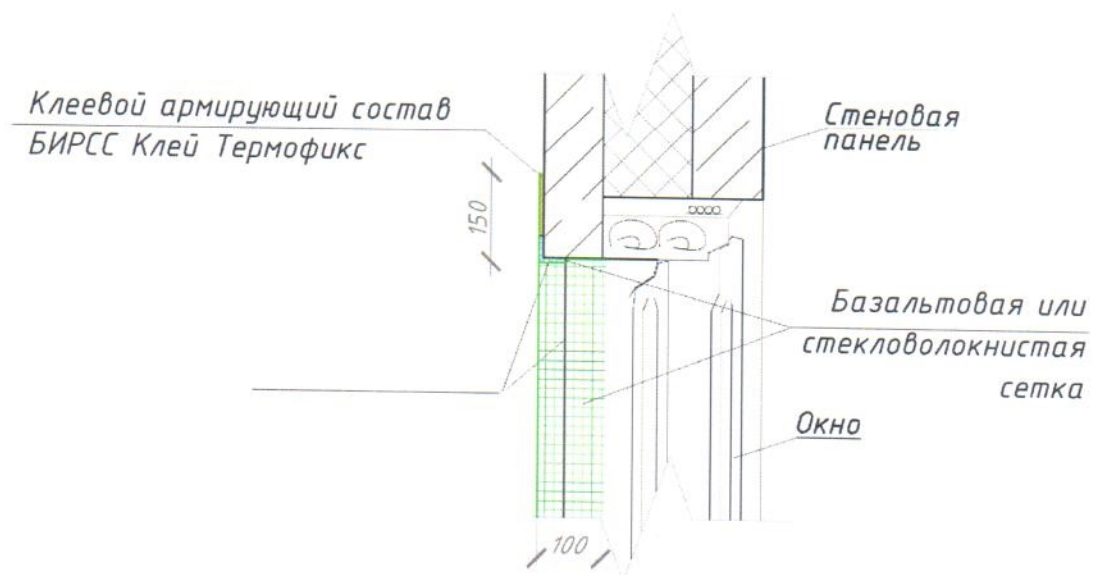 Клеевой армирующий состав
БИРСС Клей Термофикс
Стеновая
панель
150
Базальтовая или
стекловолокнистая
сетка
Окно
100